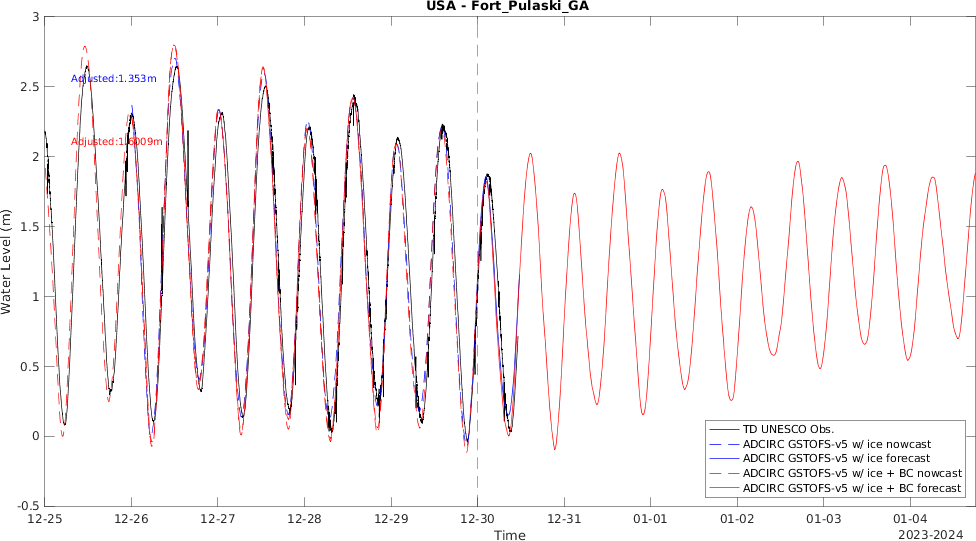 USA - Fort_Pulaski_GA
3
2.5
2
1.5
1
0.5
0
-0.5
Water Level (m)
Adjusted:1.353m
Adjusted:1.6009m
TD UNESCO Obs.
ADCIRC GSTOFS-v5 w/ ice nowcast
ADCIRC GSTOFS-v5 w/ ice forecast
ADCIRC GSTOFS-v5 w/ ice + BC nowcast
ADCIRC GSTOFS-v5 w/ ice + BC forecast
12-25 12-26 12-27 12-28 12-29 12-30 12-31 01-01 01-02 01-03 01-04
Time
2023-2024